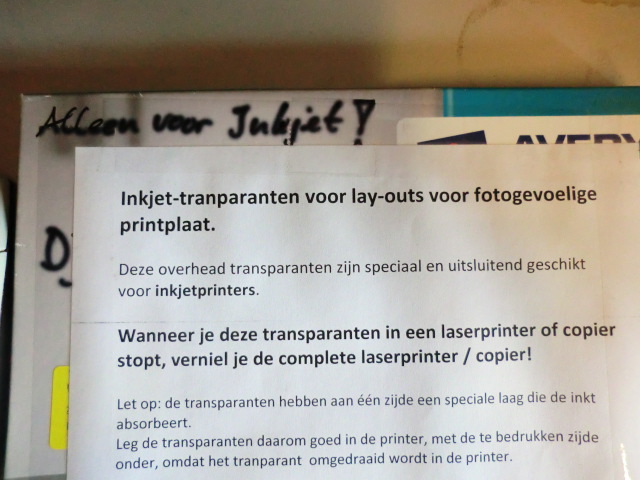 Alleen voor Inkjet!
AVERY
Inkjet-tranparanten voor lay-outs voor fotogevoelige
printplaat.
Deze overhead transparanten zijn speciaal en uitsluitend geschikt
voor inkjetprinters.
Wanneer je deze transparanten in een laserprinter of copier
stopt, verniel je de complete laserprinter / copier!
Let op: de transparanten hebben aan één zijde een speciale laag die de inkt
absorbeert.
Leg de transparanten daarom goed in de printer, met de te bedrukken zijde
onder, omdat het tranparant omgedraaid wordt in de printer.